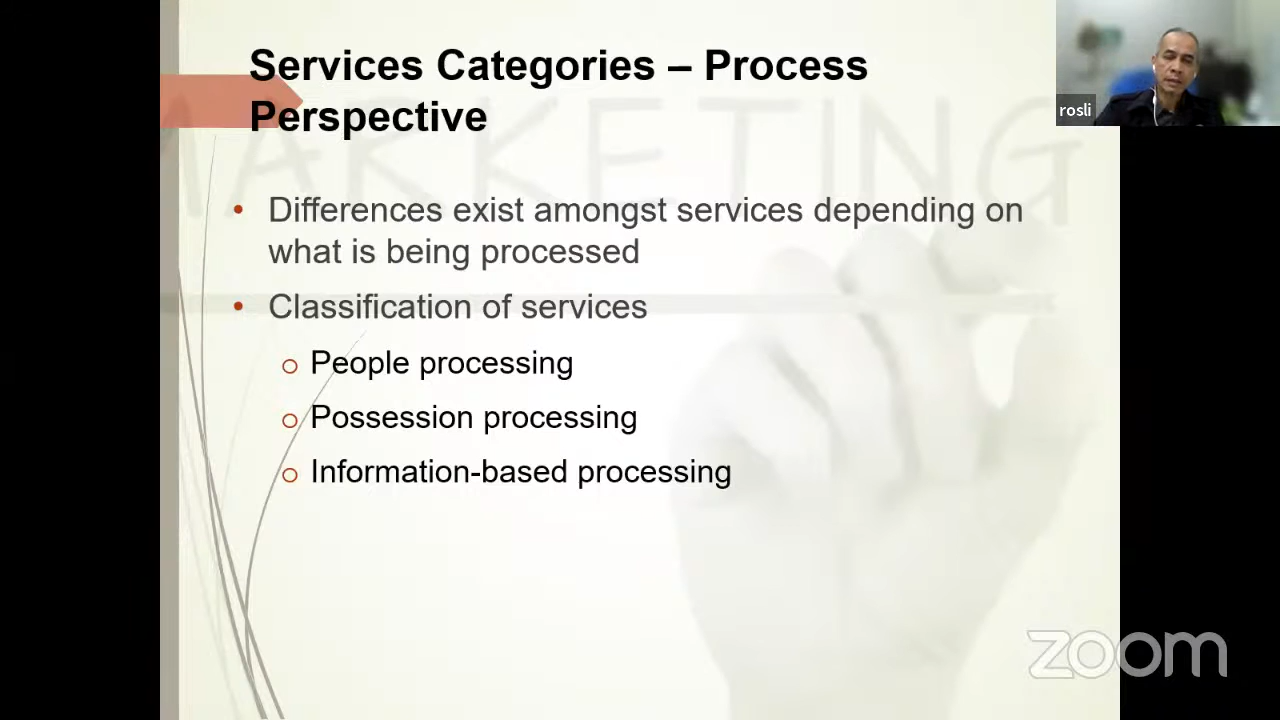 Services Categories – Process
Perspective
MARKETING
rosli
• Differences exist amongst services depending on
what is being processed
• Classification of services
o People processing
o Possession processing
o Information-based processing
zoom